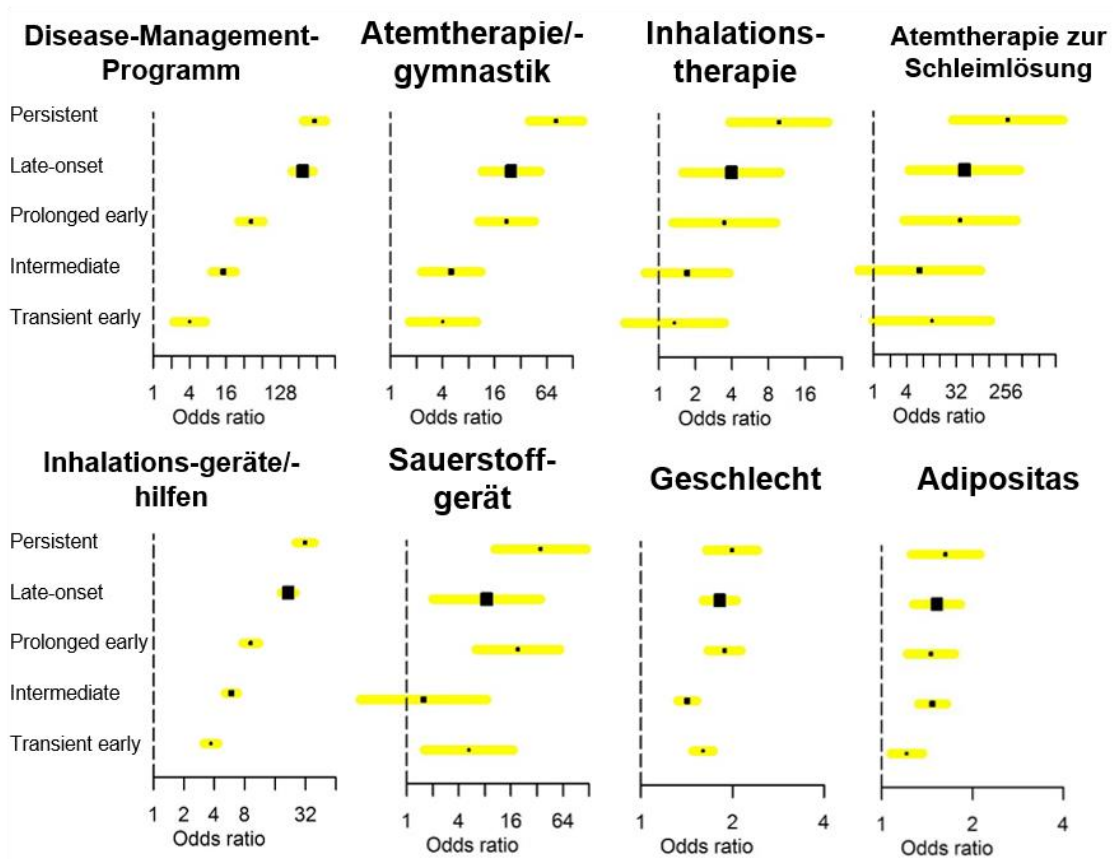 Disease-Management-
Programm
Atemtherapie/-
gymnastik
Inhalations-
therapie
Atemtherapie zur
Schleimlösung
Persistent
Late-onset
Prolonged early
Intermediate
Transient early
1 4 16 128
Odds ratio
1 4 16 64
Odds ratio
1 2 4 8 16
Odds ratio
1 4 32 256
Odds ratio
Inhalations-geräte/-
hilfen
Sauerstoff-
gerät
Geschlecht
Adipositas
Persistent
Late-onset
Prolonged early
Intermediate
Transient early
1 2 4 8 32
Odds ratio
1 4 16 64
Odds ratio
1 2 4
Odds ratio
1 2 4
Odds ratio